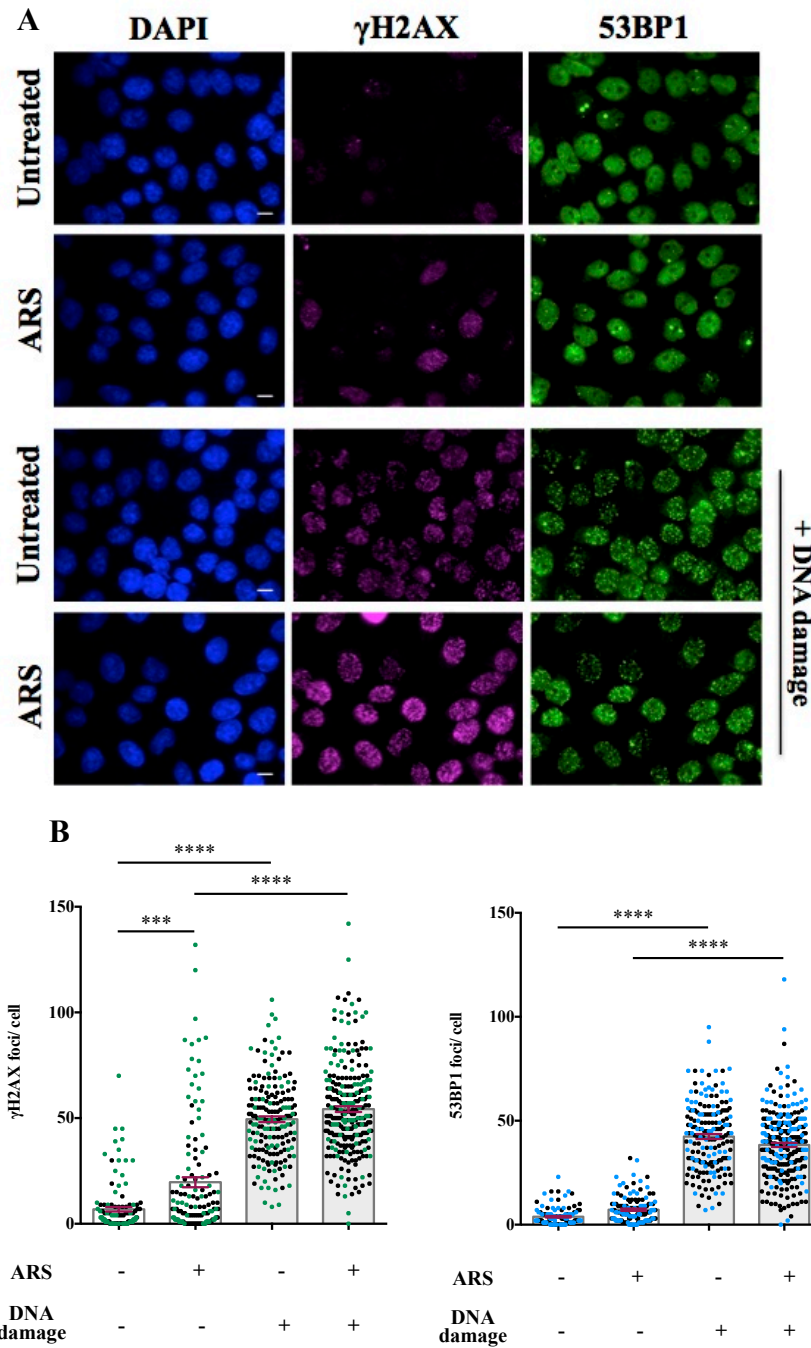 A
DAPI γH2AX 53BP1
Untreated
ARS
Untreated
ARS
+ DNA damage
B
****
****
***
150
100
50
0
γH2AX foci/ cell
ARS - + - +
DNA
damage - - + +
****
****
150
100
50
0
53BP1 foci/ cell
ARS - + - +
DNA
damage - - + +